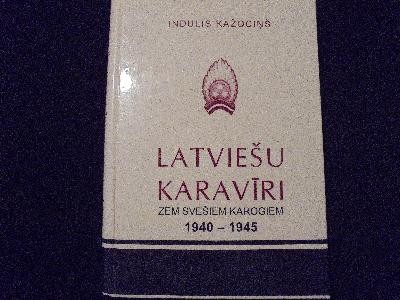 INDULIS KAŽOCIŅŠ
LATVIEŠU
KARAVĪRI
ZEM SVEŠIEM KAROGIEM
1940 – 1945